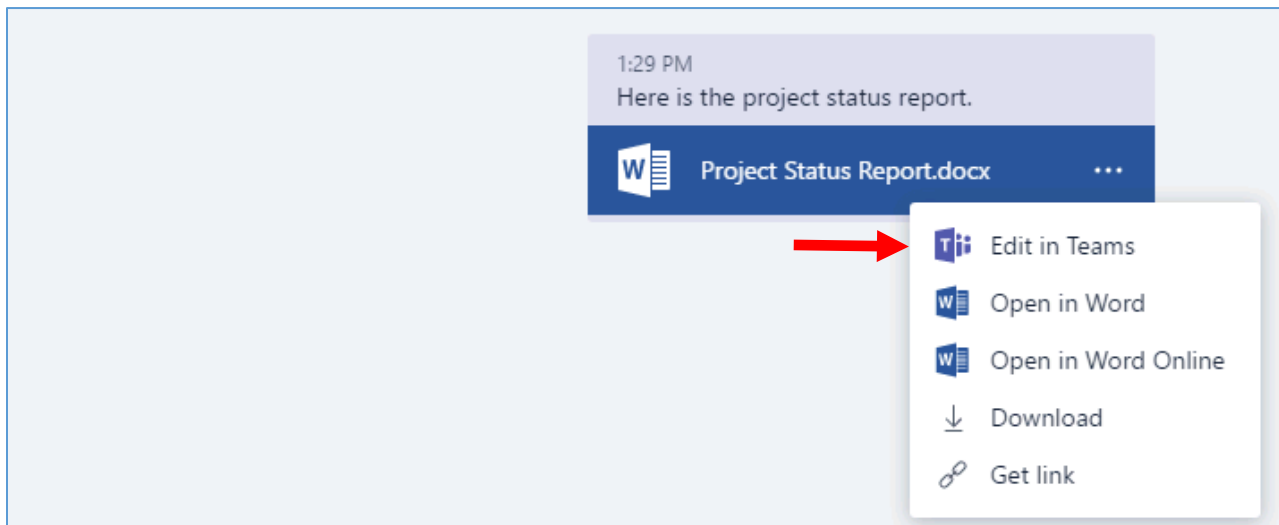 1:29 PM
Here is the project status report.
Project Status Report.docx
Edit in Teams
Open in Word
Open in Word Online
Download
Get link